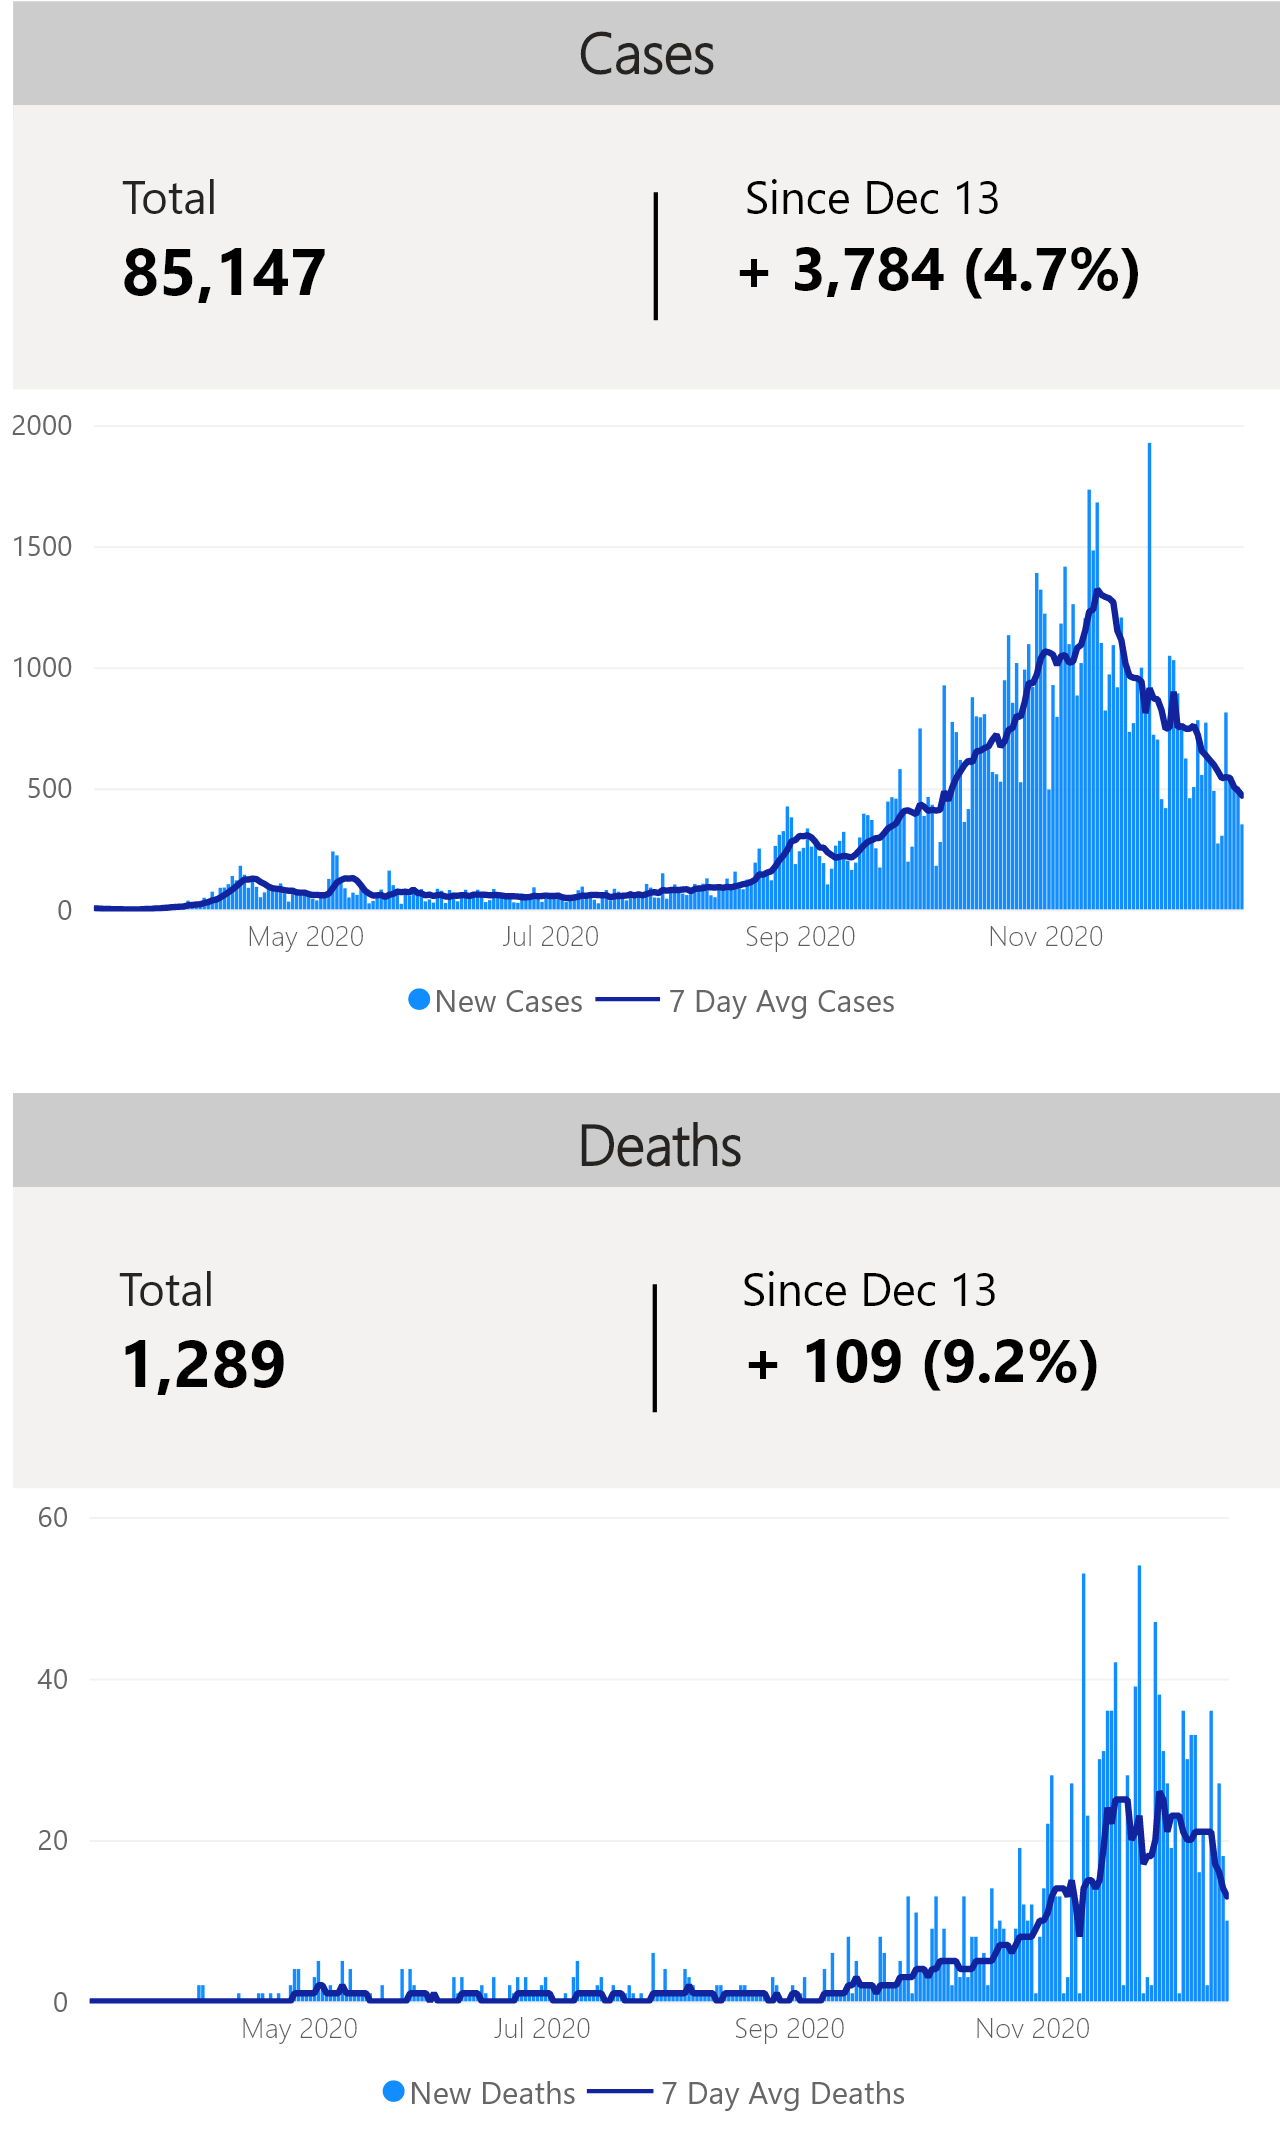 Cases
Total
Since Dec 13
85,147
+ 3,784 (4.7%)
2000
1500
1000
500
0
May 2020
Jul 2020
Sep 2020
Nov 2020
New Cases
7 Day Avg Cases
Deaths
Total
Since Dec 13
1,289
+ 109 (9.2%)
60
40
20
0
May 2020
Jul 2020
Sep 2020
Nov 2020
New Deaths
7 Day Avg Deaths